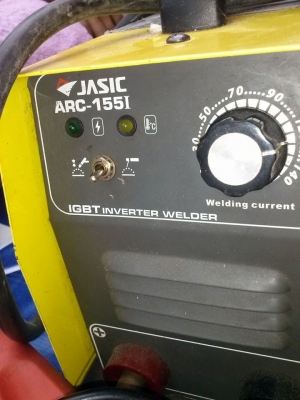 JASIC
ARC-155I
30 50 70 90 140
Welding current
IGBT INVERTER WELDER